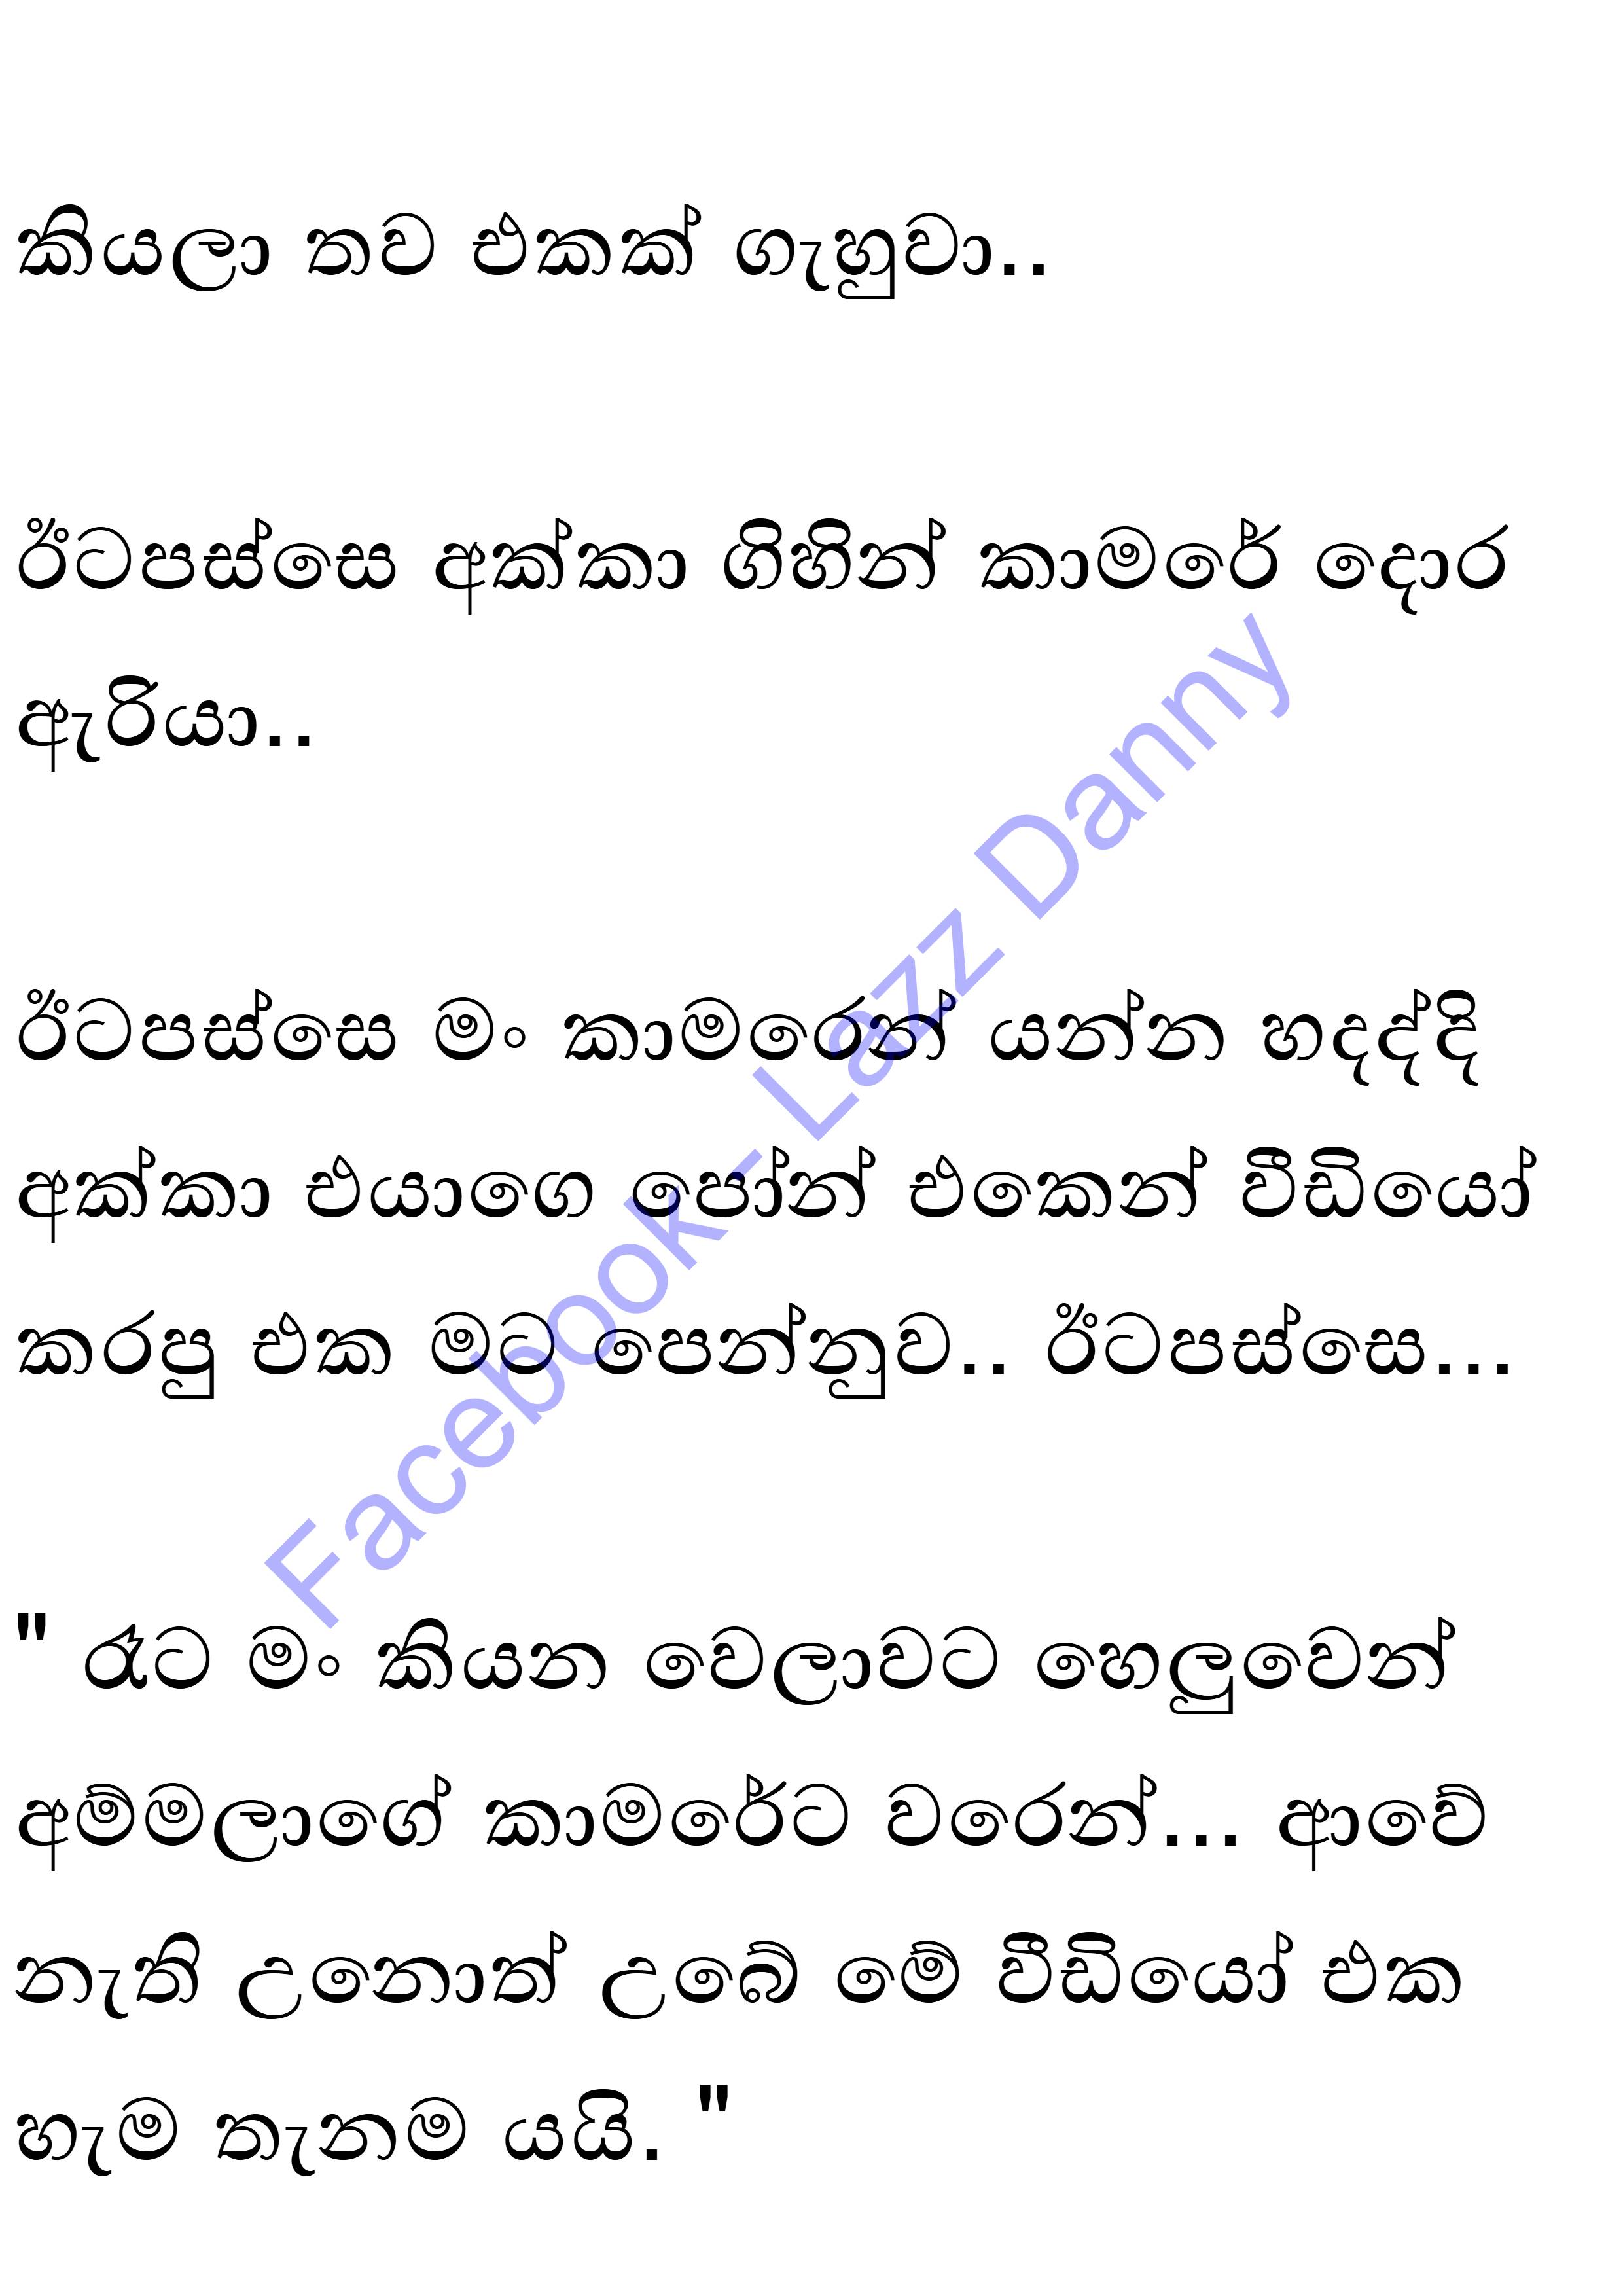 කියලා තව එකක් ගැහුවා..
ඊටපස්සෙ අක්කා ගිහින් කාමරේ දොර
ඇරියා..
ඊටපස්සෙ මං කාමරෙන් යන්න හදද්දි
අක්කා එයාගෙ පෝන් එකෙන් වීඩියෝ
කරපු එක මට පෙන්නුව.. ඊටපස්සෙ...
" රෑට මං කියන වෙලාවට හෙලුවෙන්
අම්මලාගේ කාමරේට වරෙන්... ආවේ
නැති උනොත් උබේ මේ වීඩියෝ එක
හැම තැනම යයි. "
Facebook - Lazz Danny